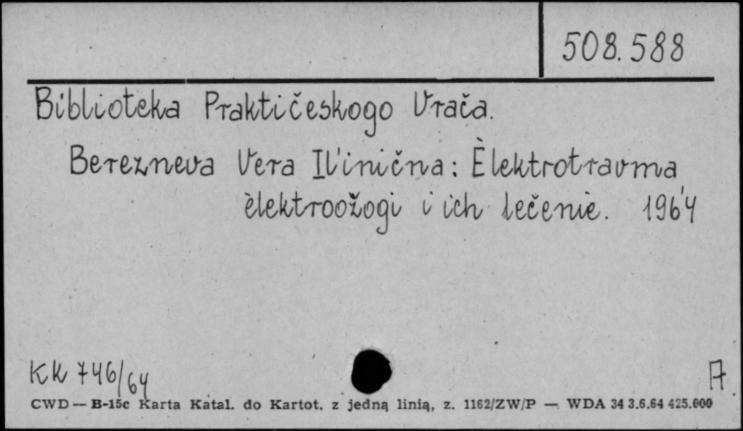 508.588
Biblioteka Praktičeskogo Vrača.
Berezneva Vera Il'inična: Èlektrotravma
èlektroožogi i ich lečenie. 1964
KK 746/64
A
CWD — B-15c Karta Katal. do Kartot. z jedną linią, z. 1162/ZW/P — WDA 34 3.6.64 425.000